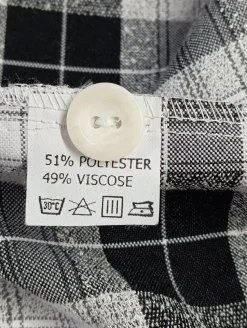 51% POLYESTER
49% VISCOSE
30°C